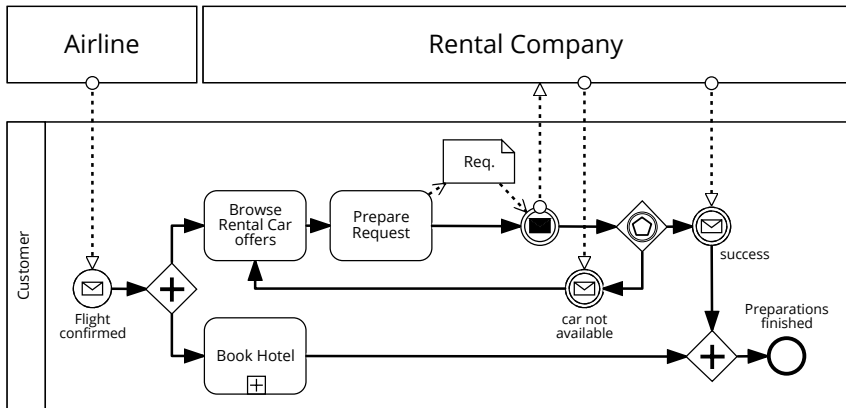 Airline
Rental Company
Customer
Req.
Browse
Rental Car
offers
Prepare
Request
success
Flight
confirmed
car not
available
Preparations
finished
Book Hotel